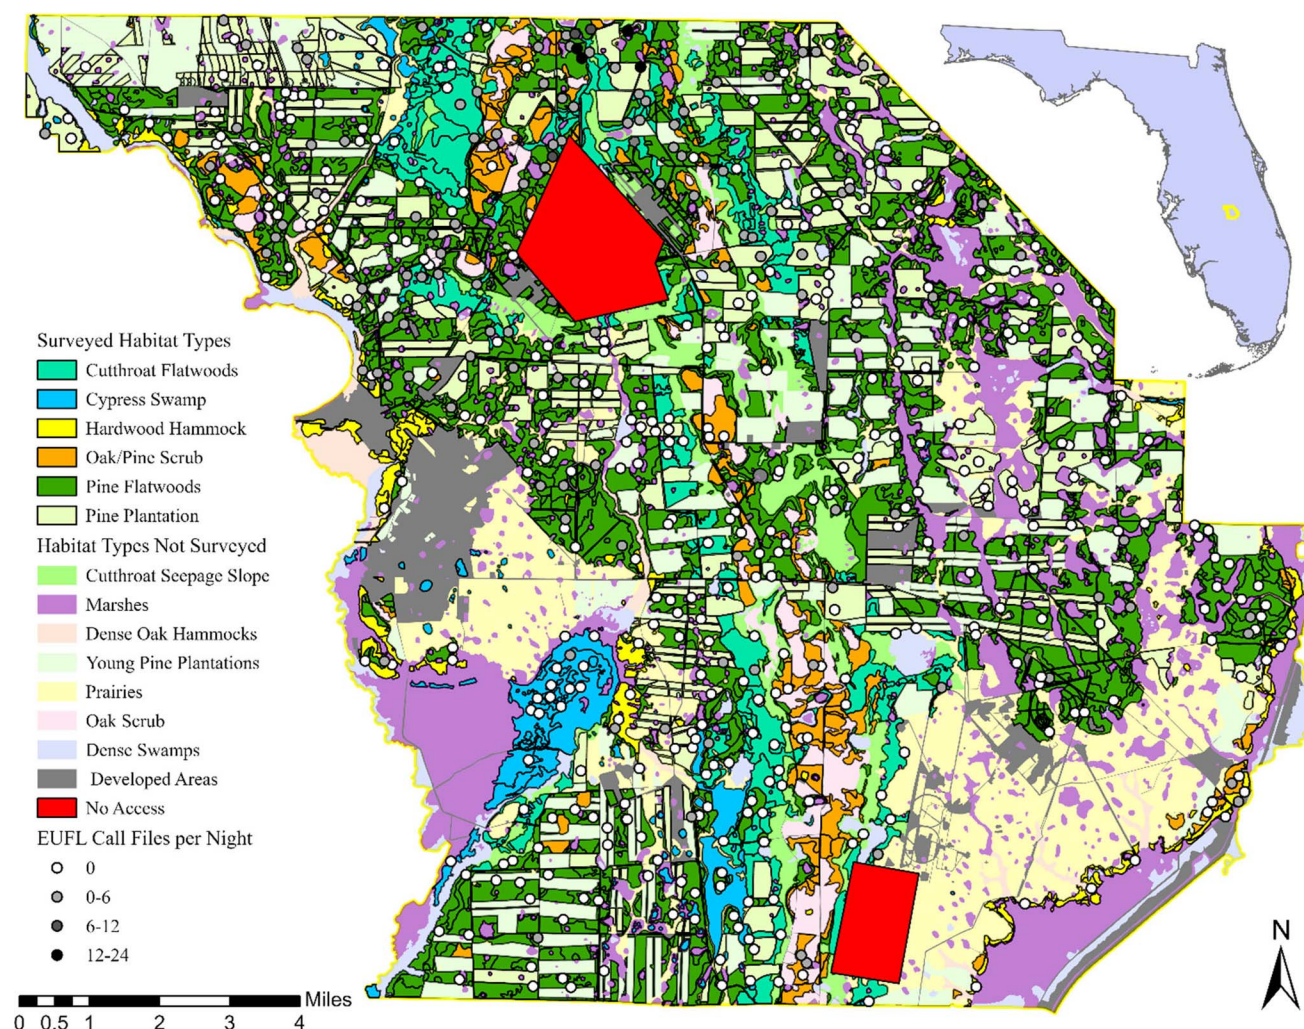 Surveyed Habitat Types
Cutthroat Flatwoods
Cypress Swamp
Hardwood Hammock
Oak/Pine Scrub
Pine Flatwoods
Pine Plantation
Habitat Types Not Surveyed
Cutthroat Seepage Slope
Marshes
Dense Oak Hammocks
Young Pine Plantations
Prairies
Oak Scrub
Dense Swamps
Developed Areas
No Access
EUFL Call Files per Night
0
0-6
6-12
12-24
Miles
0 0.5 1 2 3 4
N